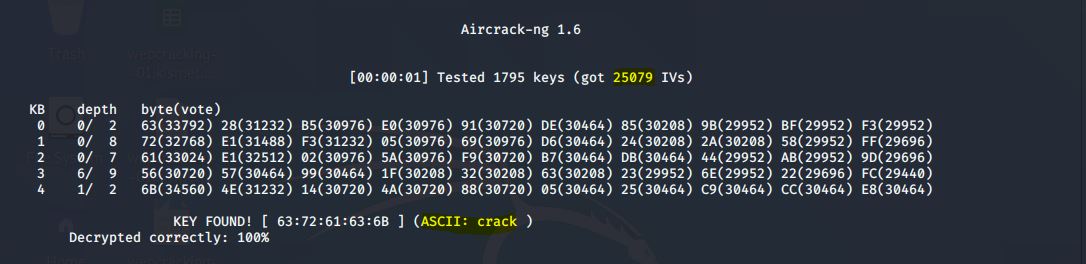 Aircrack-ng 1.6
[00:00:01] Tested 1795 keys (got 25079 IVs)
KB depth byte(vote)
0 0/ 2 63(33792) 28(31232) B5(30976) E0(30976) 91(30720) DE(30464) 85(30208) 9B(29952) BF(29952) F3(29952)
1 0/ 8 72(32768) E1(31488) F3(31232) 05(30976) 69(30976) D6(30464) 24(30208) 2A(30208) 58(29952) FF(29696)
2 0/ 7 61(33024) E1(32512) 02(30976) 5A(30976) F9(30720) B7(30464) DB(30464) 44(29952) AB(29952) 9D(29696)
3 6/ 9 56(30720) 57(30464) 99(30464) 1F(30208) 32(30208) 63(30208) 23(29952) 6E(29952) 22(29696) FC(29440)
4 1/ 2 6B(34560) 4E(31232) 14(30720) 4A(30720) 88(30720) 05(30464) 25(30464) C9(30464) CC(30464) E8(30464)
KEY FOUND! [ 63:72:61:63:6B ] (ASCII: crack )
Decrypted correctly: 100%
Trash